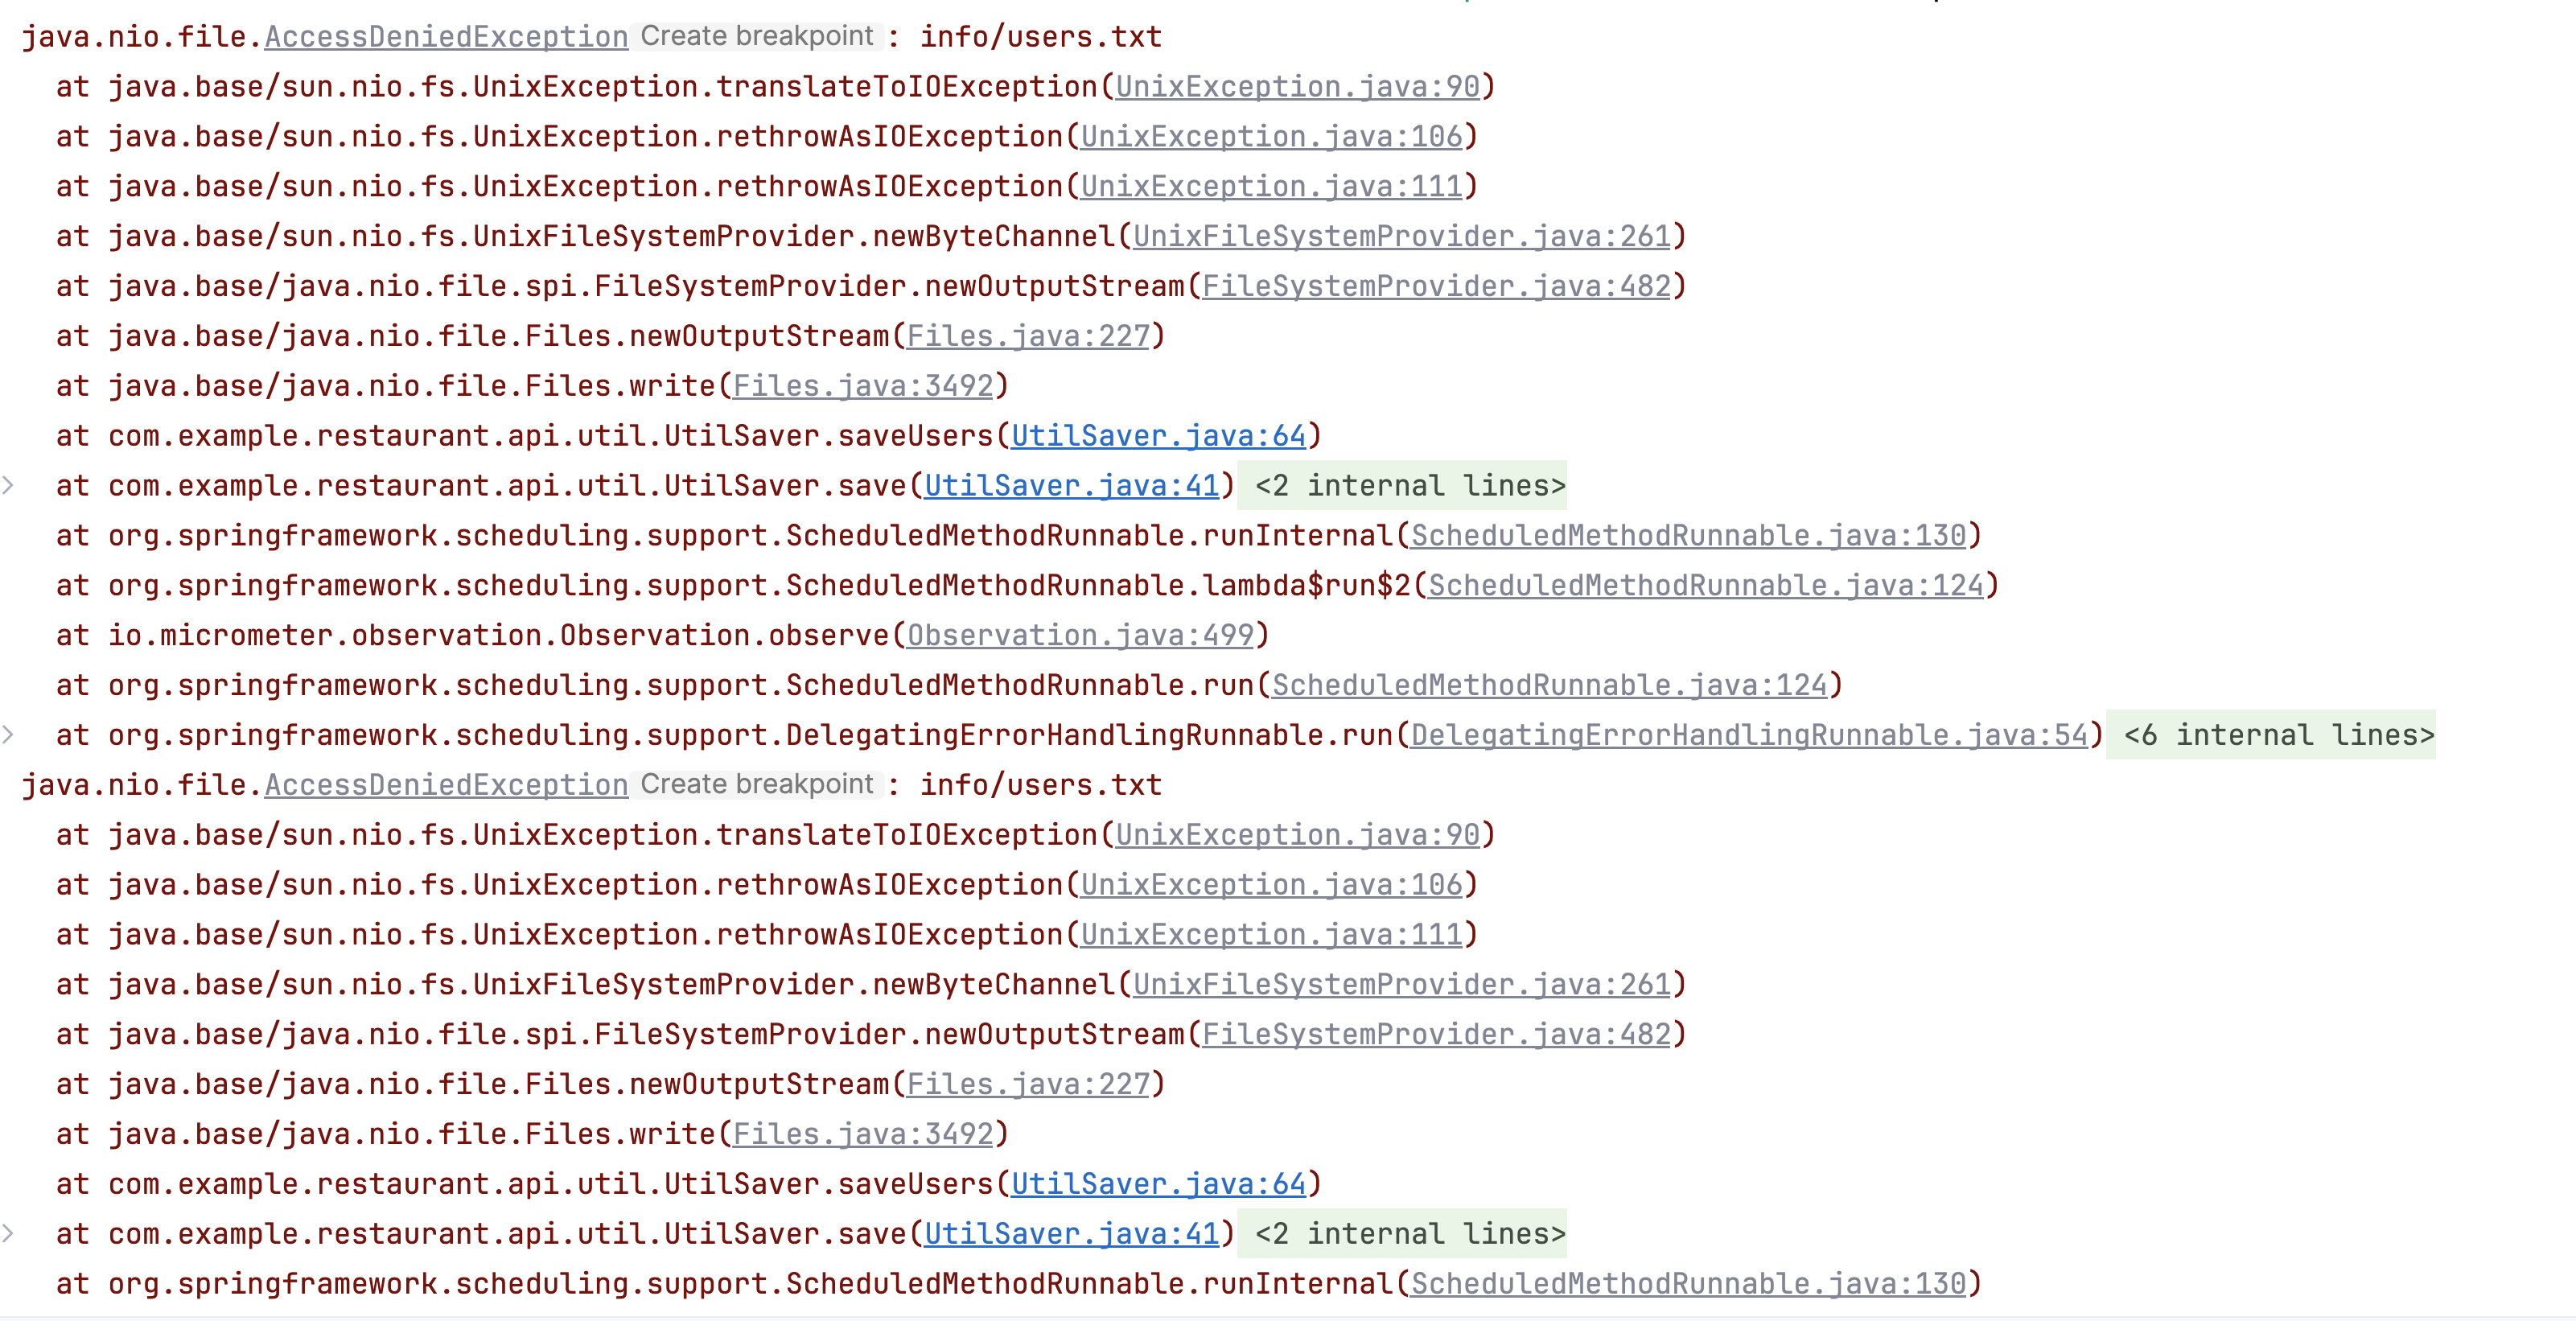 java.nio.file.AccessDeniedException Create breakpoint : info/users.txt
at java.base/sun.nio.fs.UnixException.translateToIOException(UnixException.java:90)
at java.base/sun.nio.fs.UnixException.rethrowAsIOException(UnixException.java:106)
at java.base/sun.nio.fs.UnixException.rethrowAsIOException(UnixException.java:111)
at java.base/sun.nio.fs.UnixFileSystemProvider.newByteChannel(UnixFileSystemProvider.java:261)
at java.base/java.nio.file.spi.FileSystemProvider.newOutputStream(FileSystemProvider.java:482)
at java.base/java.nio.file.Files.newOutputStream(Files.java:227)
at java.base/java.nio.file.Files.write(Files.java:3492)
at com.example.restaurant.api.util.UtilSaver.saveUsers(UtilSaver.java:64)
at com.example.restaurant.api.util.UtilSaver.save(UtilSaver.java:41) <2 internal lines>
at org.springframework.scheduling.support.ScheduledMethodRunnable.runInternal(ScheduledMethodRunnable.java:130)
at org.springframework.scheduling.support.ScheduledMethodRunnable.lambda$run$2(ScheduledMethodRunnable.java:124)
at io.micrometer.observation.Observation.observe(Observation.java:499)
at org.springframework.scheduling.support.ScheduledMethodRunnable.run(ScheduledMethodRunnable.java:124)
at org.springframework.scheduling.support.DelegatingErrorHandlingRunnable.run(DelegatingErrorHandlingRunnable.java:54) <6 internal lines>
java.nio.file.AccessDeniedException Create breakpoint : info/users.txt
at java.base/sun.nio.fs.UnixException.translateToIOException(UnixException.java:90)
at java.base/sun.nio.fs.UnixException.rethrowAsIOException(UnixException.java:106)
at java.base/sun.nio.fs.UnixException.rethrowAsIOException(UnixException.java:111)
at java.base/sun.nio.fs.UnixFileSystemProvider.newByteChannel(UnixFileSystemProvider.java:261)
at java.base/java.nio.file.spi.FileSystemProvider.newOutputStream(FileSystemProvider.java:482)
at java.base/java.nio.file.Files.newOutputStream(Files.java:227)
at java.base/java.nio.file.Files.write(Files.java:3492)
at com.example.restaurant.api.util.UtilSaver.saveUsers(UtilSaver.java:64)
at com.example.restaurant.api.util.UtilSaver.save(UtilSaver.java:41) <2 internal lines>
at org.springframework.scheduling.support.ScheduledMethodRunnable.runInternal(ScheduledMethodRunnable.java:130)